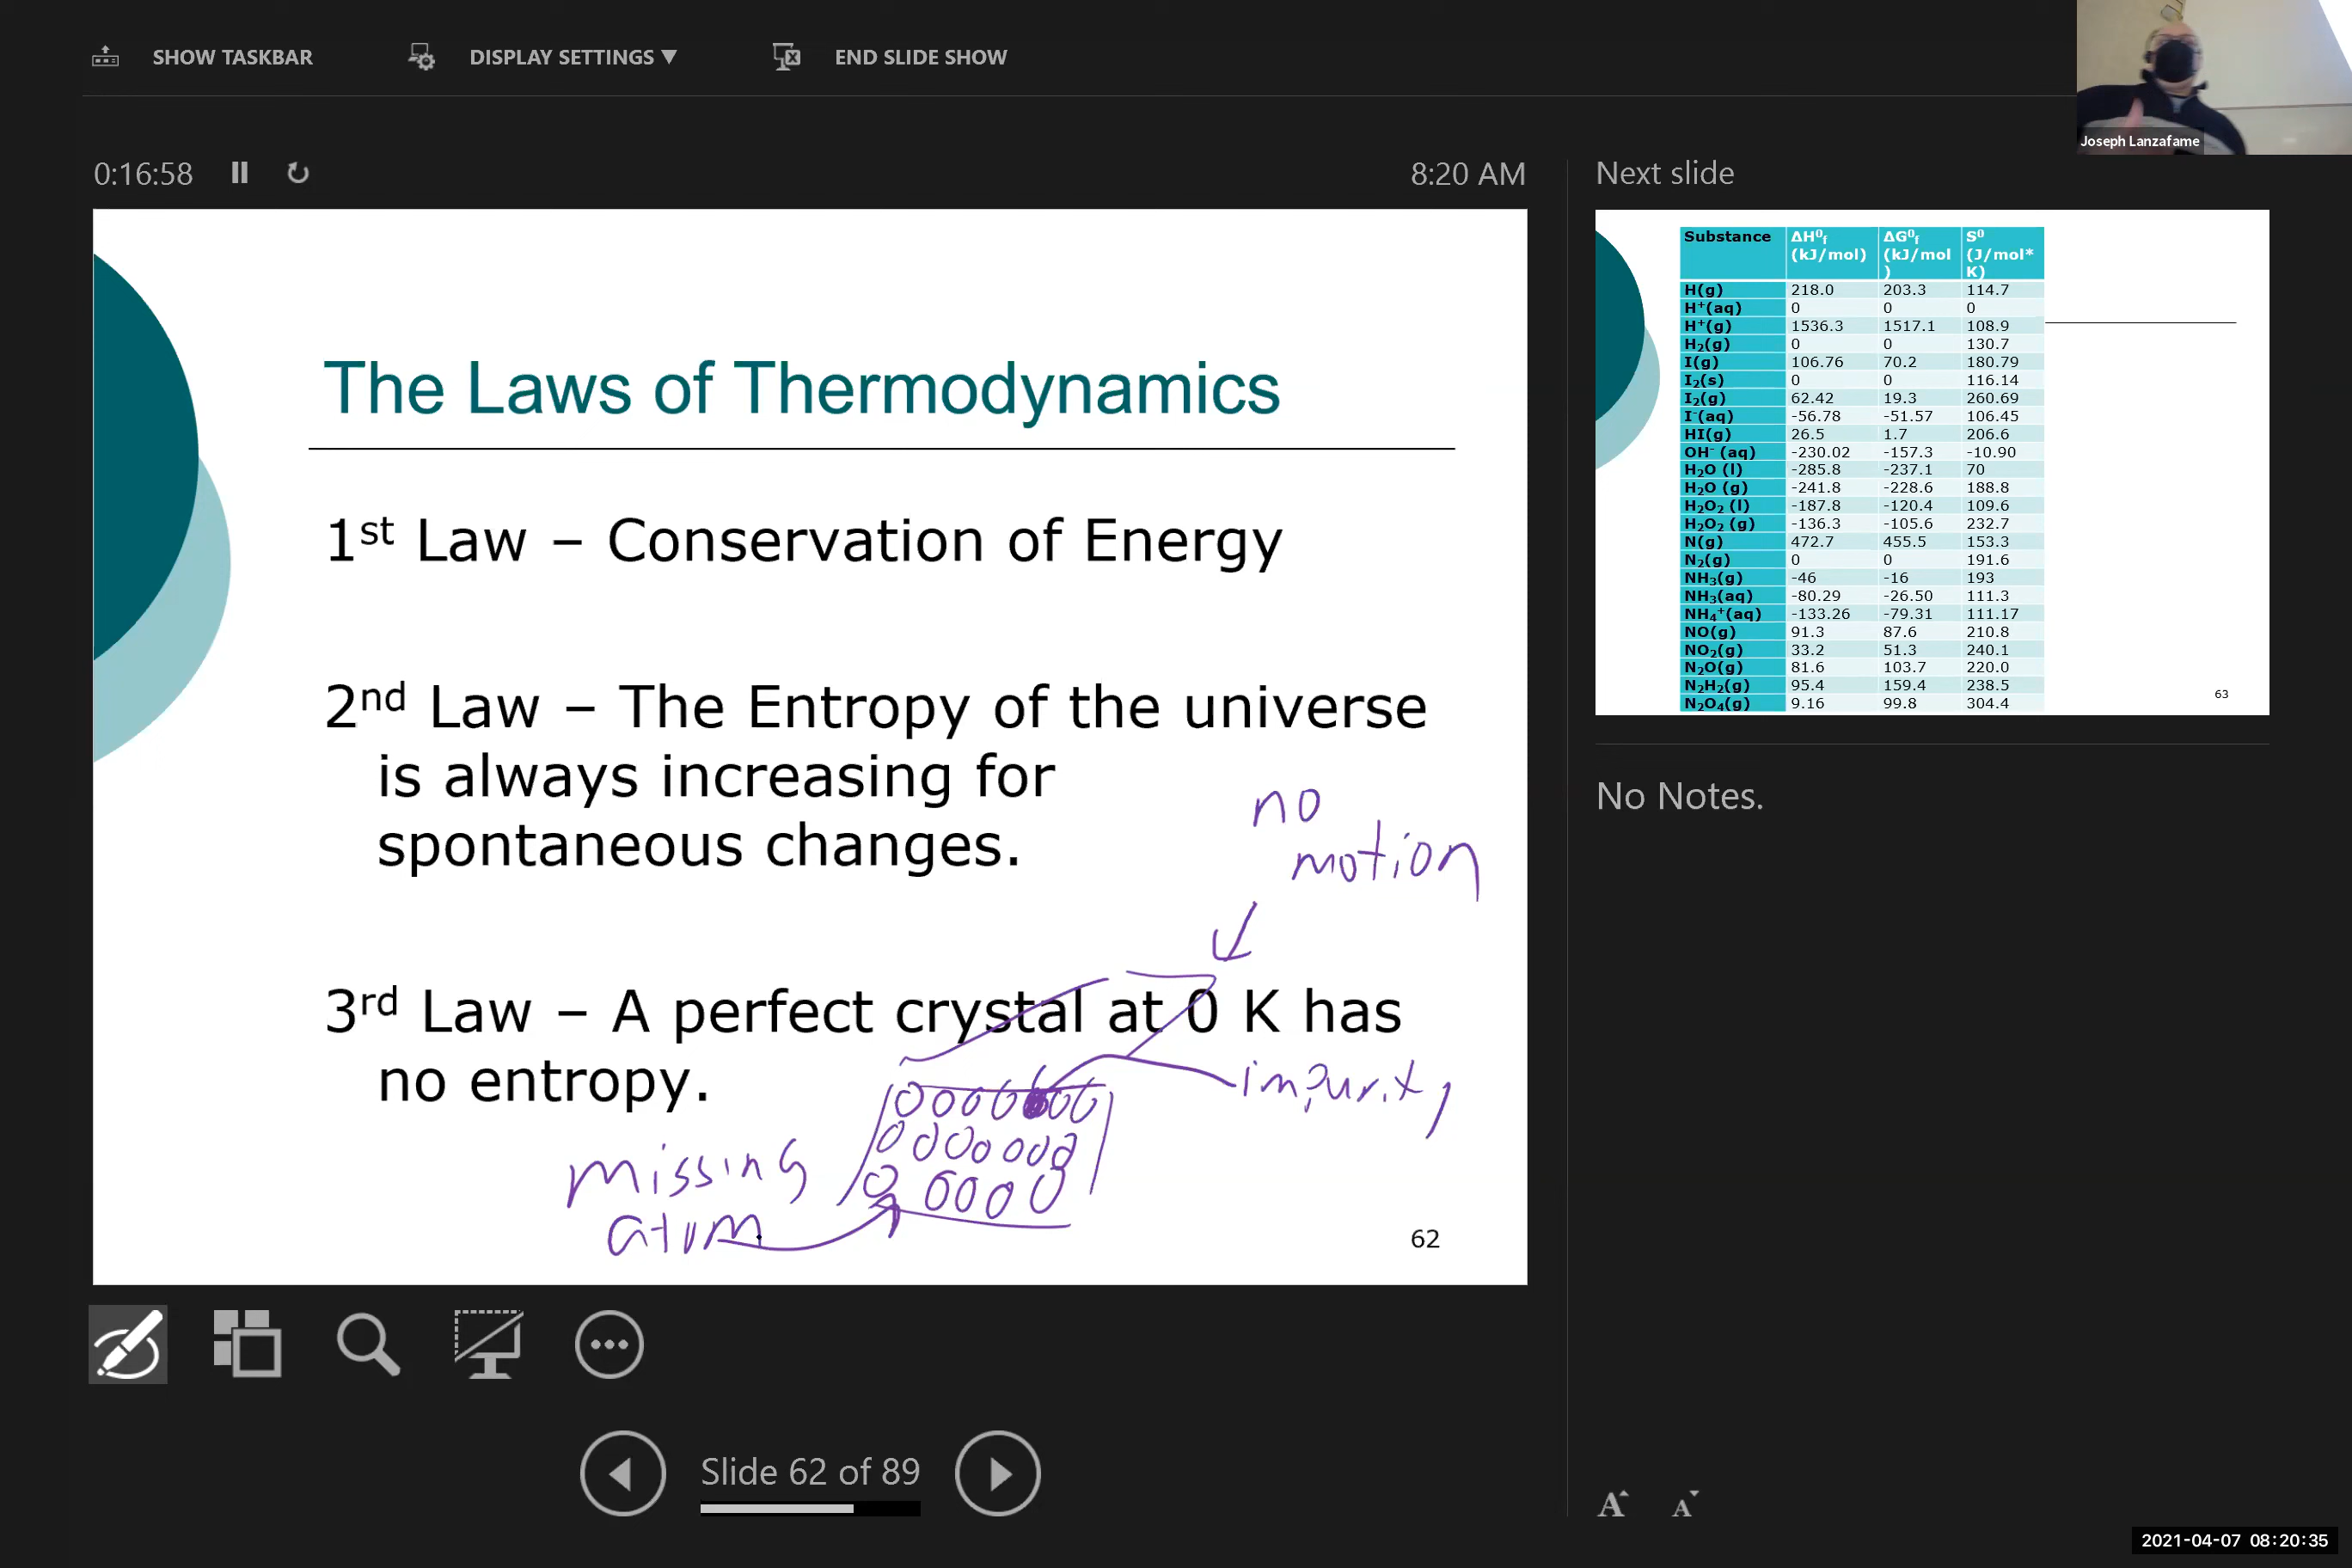 SHOW TASKBAR DISPLAY SETTINGS ▼ END SLIDE SHOW
Joseph Lanzafame
0:16:58 8:20 AM
The Laws of Thermodynamics
1st Law – Conservation of Energy
2nd Law – The Entropy of the universe
is always increasing for
spontaneous changes.
no
motion
3rd Law – A perfect crystal at 0 K has
no entropy.
impurity
missing
atom
62
Slide 62 of 89
Next slide
Substance ΔH⁰f (kJ/mol) ΔG⁰f (kJ/mol) S⁰ (J/mol*K)
H(g) 218.0 203.3 114.7
H⁺(aq) 0 0 0
H⁺(g) 1536.3 1517.1 108.9
H₂(g) 0 0 130.7
I(g) 106.76 70.2 180.79
I₂(s) 0 0 116.14
I₂(g) 62.42 19.3 260.69
I⁻(aq) -56.78 -51.57 106.45
HI(g) 26.5 1.7 206.6
OH⁻ (aq) -230.02 -157.3 -10.90
H₂O (l) -285.8 -237.1 70
H₂O (g) -241.8 -228.6 188.8
H₂O₂ (l) -187.8 -120.4 109.6
H₂O₂ (g) -136.3 -105.6 232.7
N(g) 472.7 455.5 153.3
N₂(g) 0 0 191.6
NH₃(g) -46 -16 193
NH₃(aq) -80.29 -26.50 111.3
NH₄⁺(aq) -133.26 -79.31 111.17
NO(g) 91.3 87.6 210.8
NO₂(g) 33.2 51.3 240.1
N₂O(g) 81.6 103.7 220.0
N₂H₂(g) 95.4 159.4 238.5
N₂O₄(g) 9.16 99.8 304.4
63
No Notes.
A A
2021-04-07 08:20:35